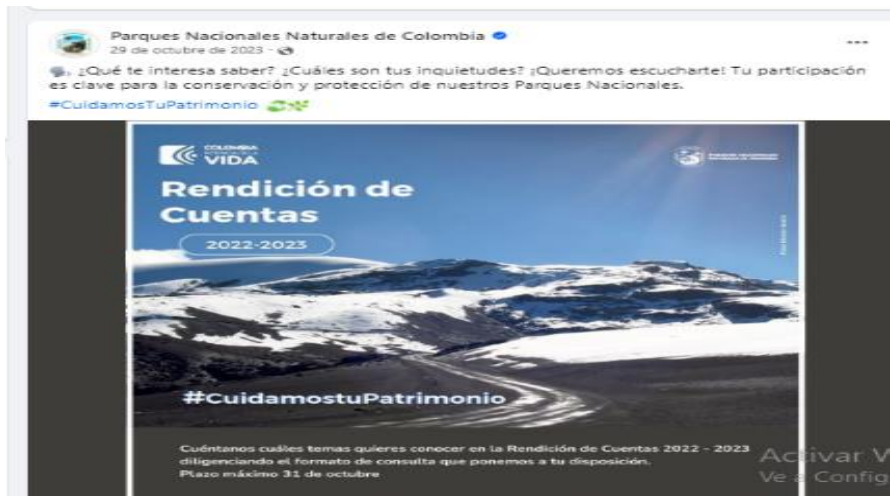 Parques Nacionales Naturales de Colombia
29 de octubre de 2023 ·
¿Qué te interesa saber? ¿Cuáles son tus inquietudes? ¡Queremos escucharte! Tu participación
es clave para la conservación y protección de nuestros Parques Nacionales.
#CuidamosTuPatrimonio
COLOMBIA
VIDA
Rendición de
Cuentas
2022-2023
#CuidamostuPatrimonio
Cuéntanos cuáles temas quieres conocer en la Rendición de Cuentas 2022 - 2023
diligenciando el formato de consulta que ponemos a tu disposición.
Plazo máximo 31 de octubre
Activar W
Ve a Config